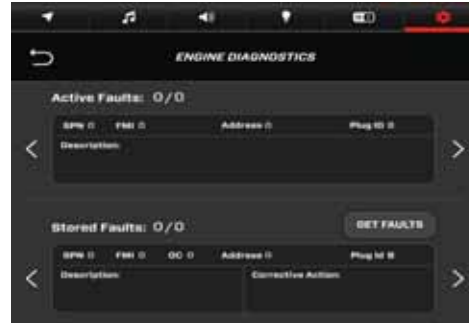 ENGINE DIAGNOSTICS
Active Faults: 0/0
SPN 0 FMI 0 Address 0 Plug ID 0
Description:
Stored Faults: 0/0
GET FAULTS
SPN 0 FMI 0 OC 0 Address 0 Plug Id 0
Description: Corrective Action: